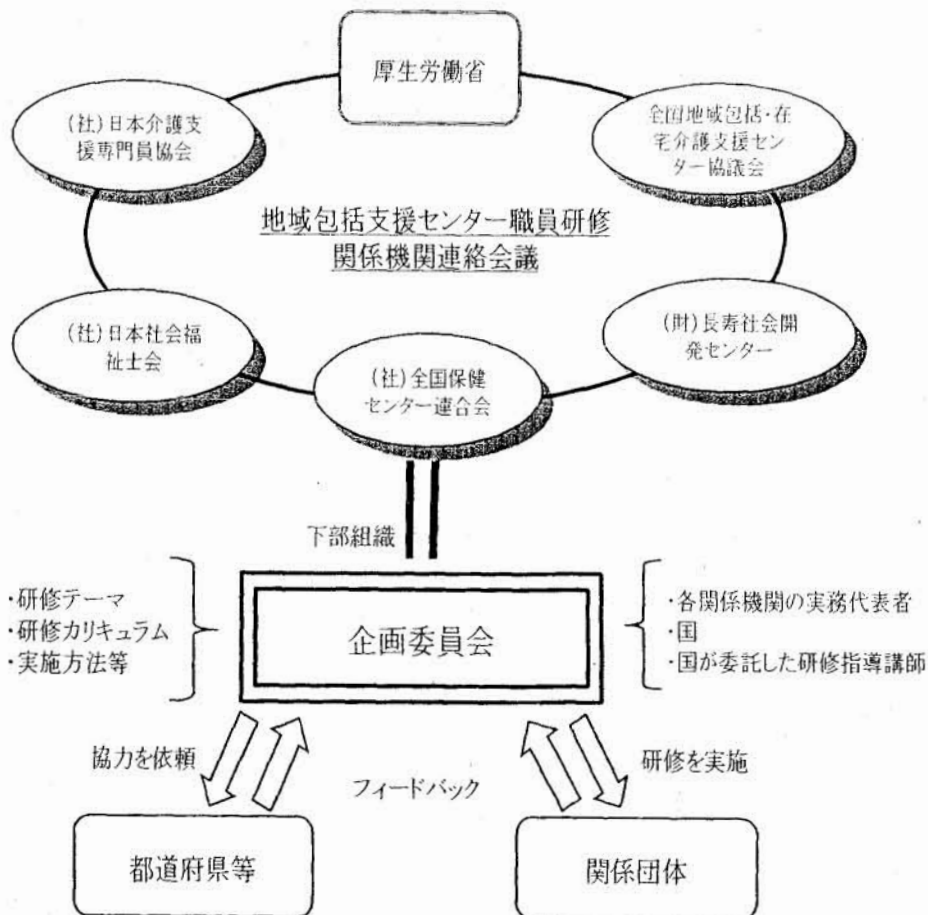 厚生労働省
(社)日本介護支
援専門員協会
全国地域包括・在
宅介護支援セン
ター協議会
地域包括支援センター職員研修
関係機関連絡会議
(社)日本社会福
祉士会
(財)長寿社会開
発センター
(社)全国保健
センター連合会
下部組織
・研修テーマ
・研修カリキュラム
・実施方法等
企画委員会
・各関係機関の実務代表者
・国
・国が委託した研修指導講師
協力を依頼
フィードバック
研修を実施
都道府県等
関係団体